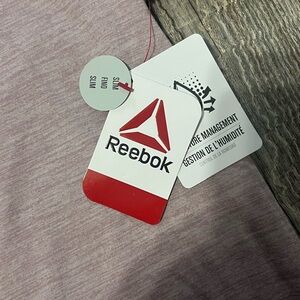 SLIM
FINO
SLIM
Reebok
URE MANAGEMENT
GESTION DE L'HUMIDITÉ